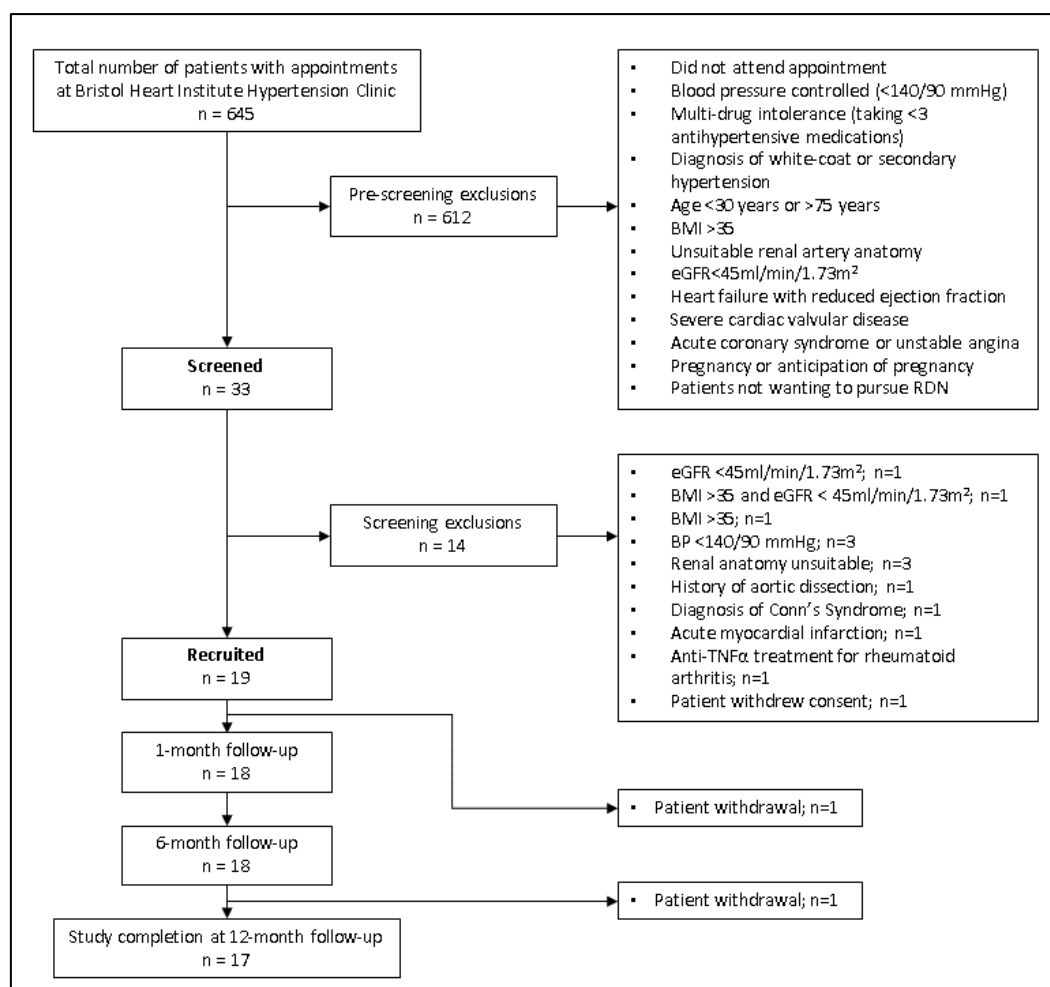 Total number of patients with appointments
at Bristol Heart Institute Hypertension Clinic
n = 645
▪ Did not attend appointment
▪ Blood pressure controlled (<140/90 mmHg)
▪ Multi-drug intolerance (taking <3
antihypertensive medications)
▪ Diagnosis of white-coat or secondary
hypertension
▪ Age <30 years or >75 years
▪ BMI >35
▪ Unsuitable renal artery anatomy
▪ eGFR<45ml/min/1.73m²
▪ Heart failure with reduced ejection fraction
▪ Severe cardiac valvular disease
▪ Acute coronary syndrome or unstable angina
▪ Pregnancy or anticipation of pregnancy
▪ Patients not wanting to pursue RDN
Pre-screening exclusions
n = 612
Screened
n = 33
Screening exclusions
n = 14
▪ eGFR <45ml/min/1.73m²; n=1
▪ BMI >35 and eGFR < 45ml/min/1.73m²; n=1
▪ BMI >35; n=1
▪ BP <140/90 mmHg; n=3
▪ Renal anatomy unsuitable; n=3
▪ History of aortic dissection; n=1
▪ Diagnosis of Conn's Syndrome; n=1
▪ Acute myocardial infarction; n=1
▪ Anti-TNFα treatment for rheumatoid
arthritis; n=1
▪ Patient withdrew consent; n=1
Recruited
n = 19
1-month follow-up
n = 18
▪ Patient withdrawal; n=1
6-month follow-up
n = 18
▪ Patient withdrawal; n=1
Study completion at 12-month follow-up
n = 17